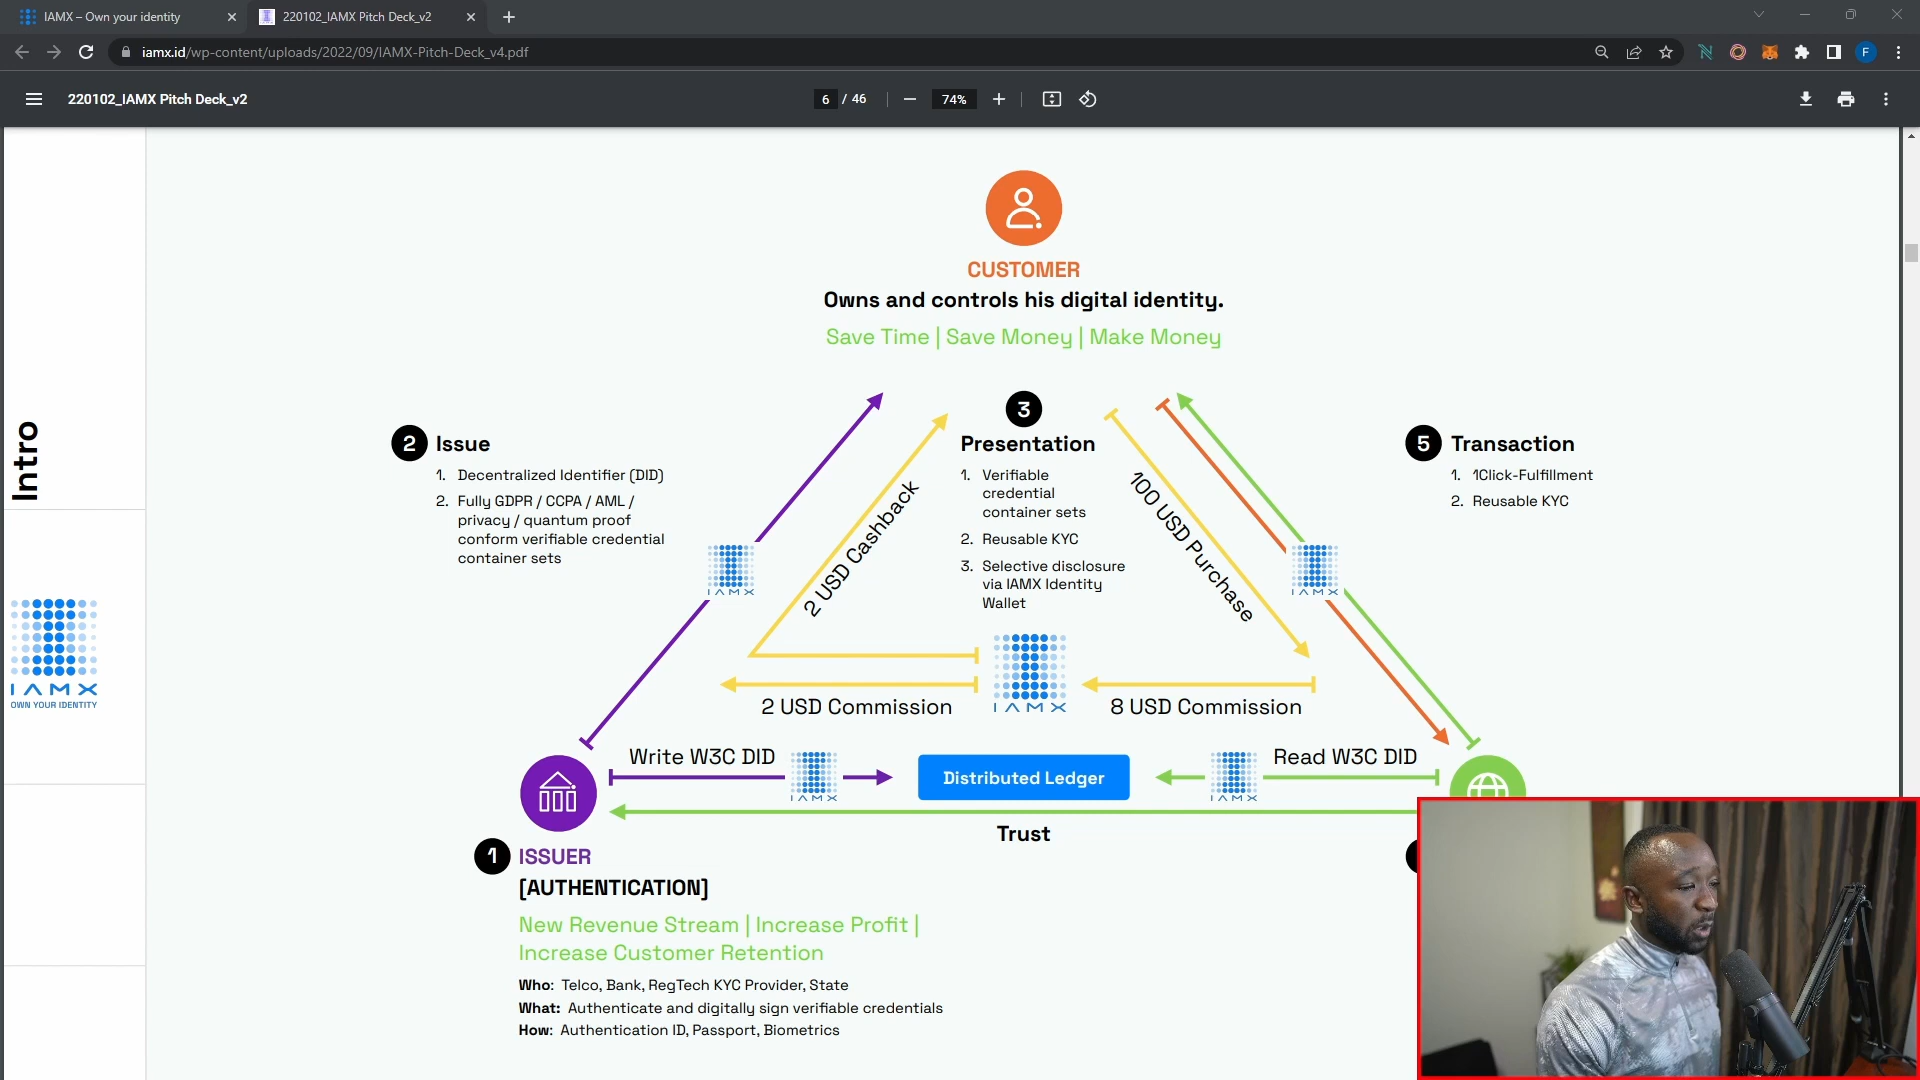 IAMX – Own your identity
220102_IAMX Pitch Deck_v2
iamx.id/wp-content/uploads/2022/09/IAMX-Pitch-Deck_v4.pdf
F
220102_IAMX Pitch Deck_v2
6 / 46
74%
CUSTOMER
Owns and controls his digital identity.
Save Time | Save Money | Make Money
Intro
IAMX
OWN YOUR IDENTITY
2 Issue
1. Decentralized Identifier (DID)
2. Fully GDPR / CCPA / AML /
privacy / quantum proof
conform verifiable credential
container sets
3
Presentation
1. Verifiable
credential
container sets
2. Reusable KYC
3. Selective disclosure
via IAMX Identity
Wallet
5 Transaction
1. 1Click-Fulfillment
2. Reusable KYC
IAMX
2 USD Cashback
100 USD Purchase
IAMX
IAMX
2 USD Commission
8 USD Commission
Write W3C DID
IAMX
Distributed Ledger
IAMX
Read W3C DID
Trust
1 ISSUER
[AUTHENTICATION]
New Revenue Stream | Increase Profit |
Increase Customer Retention
Who: Telco, Bank, RegTech KYC Provider, State
What: Authenticate and digitally sign verifiable credentials
How: Authentication ID, Passport, Biometrics